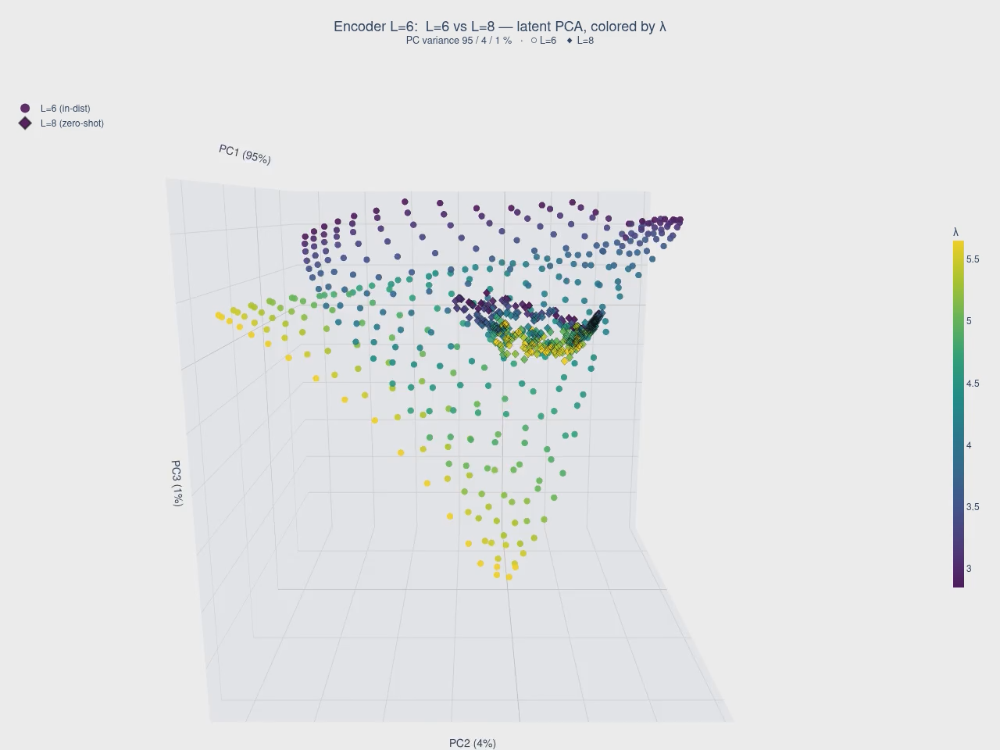 Encoder L=6:  L=6 vs L=8 — latent PCA, colored by λ
PC variance 95 / 4 / 1 %  ·  ○ L=6  ◆ L=8
L=6 (in-dist)
L=8 (zero-shot)
PC1 (95%)
PC3 (1%)
PC2 (4%)
λ
5.5
5
4.5
4
3.5
3